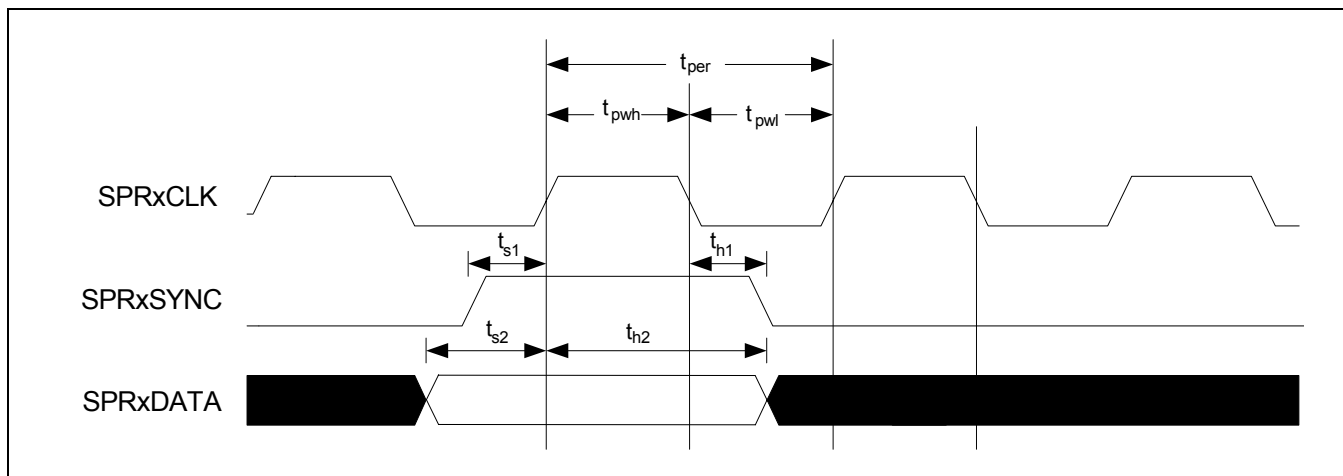 tper
tpwh
tpwl
SPRxCLK
ts1
th1
SPRxSYNC
ts2
th2
SPRxDATA